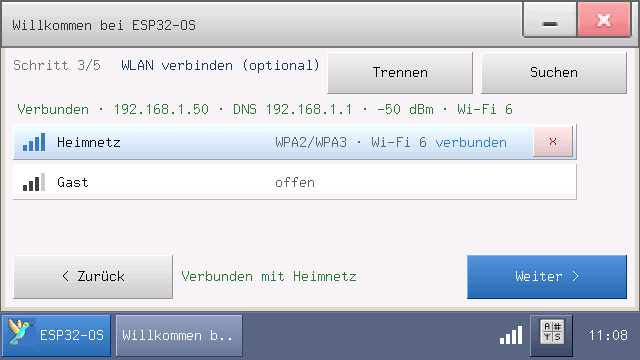 Willkommen bei ESP32-OS
Schritt 3/5 WLAN verbinden (optional) Trennen Suchen
Verbunden · 192.168.1.50 · DNS 192.168.1.1 · -50 dBm · Wi-Fi 6
Heimnetz WPA2/WPA3 · Wi-Fi 6 verbunden x
Gast offen
< Zurück Verbunden mit Heimnetz Weiter >
ESP32-OS Willkommen b.. A# TS 11:08